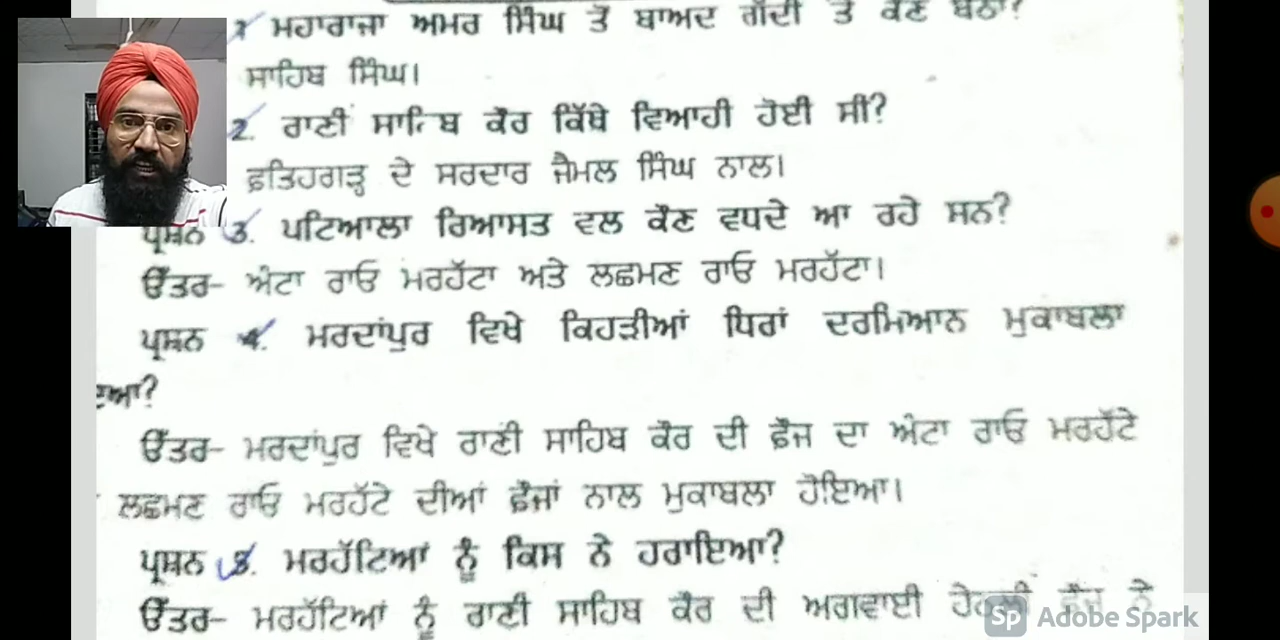 ਮਹਾਰਾਜਾ ਅਮਰ ਸਿੰਘ ਤੋਂ ਬਾਅਦ ਗੱਦੀ ਤੇ ਕੌਣ ਬੈਠਾ?
ਸਾਹਿਬ ਸਿੰਘ।
2. ਰਾਣੀ ਸਾਹਿਬ ਕੌਰ ਕਿੱਥੇ ਵਿਆਹੀ ਹੋਈ ਸੀ?
ਫ਼ਤਿਹਗੜ੍ਹ ਦੇ ਸਰਦਾਰ ਜੈਮਲ ਸਿੰਘ ਨਾਲ।
ਪ੍ਰਸ਼ਨ 3. ਪਟਿਆਲਾ ਰਿਆਸਤ ਵਲ ਕੌਣ ਵਧਦੇ ਆ ਰਹੇ ਸਨ?
ਉੱਤਰ- ਅੰਟਾ ਰਾਓ ਮਰਹੱਟਾ ਅਤੇ ਲਛਮਣ ਰਾਓ ਮਰਹੱਟਾ।
ਪ੍ਰਸ਼ਨ 4. ਮਰਦਾਂਪੁਰ ਵਿਖੇ ਕਿਹੜੀਆਂ ਧਿਰਾਂ ਦਰਮਿਆਨ ਮੁਕਾਬਲਾ
ਉੱਤਰ- ਮਰਦਾਂਪੁਰ ਵਿਖੇ ਰਾਣੀ ਸਾਹਿਬ ਕੌਰ ਦੀ ਫ਼ੌਜ ਦਾ ਅੰਟਾ ਰਾਓ ਮਰਹੱਟੇ
ਲਛਮਣ ਰਾਓ ਮਰਹੱਟੇ ਦੀਆਂ ਫ਼ੌਜਾਂ ਨਾਲ ਮੁਕਾਬਲਾ ਹੋਇਆ।
ਪ੍ਰਸ਼ਨ 5. ਮਰਹੱਟਿਆਂ ਨੂੰ ਕਿਸ ਨੇ ਹਰਾਇਆ?
ਉੱਤਰ- ਮਰਹੱਟਿਆਂ ਨੂੰ ਰਾਣੀ ਸਾਹਿਬ ਕੌਰ ਦੀ ਅਗਵਾਈ ਹੇਠਲੀ ਫ਼ੌਜ ਨੇ
Sp Adobe Spark